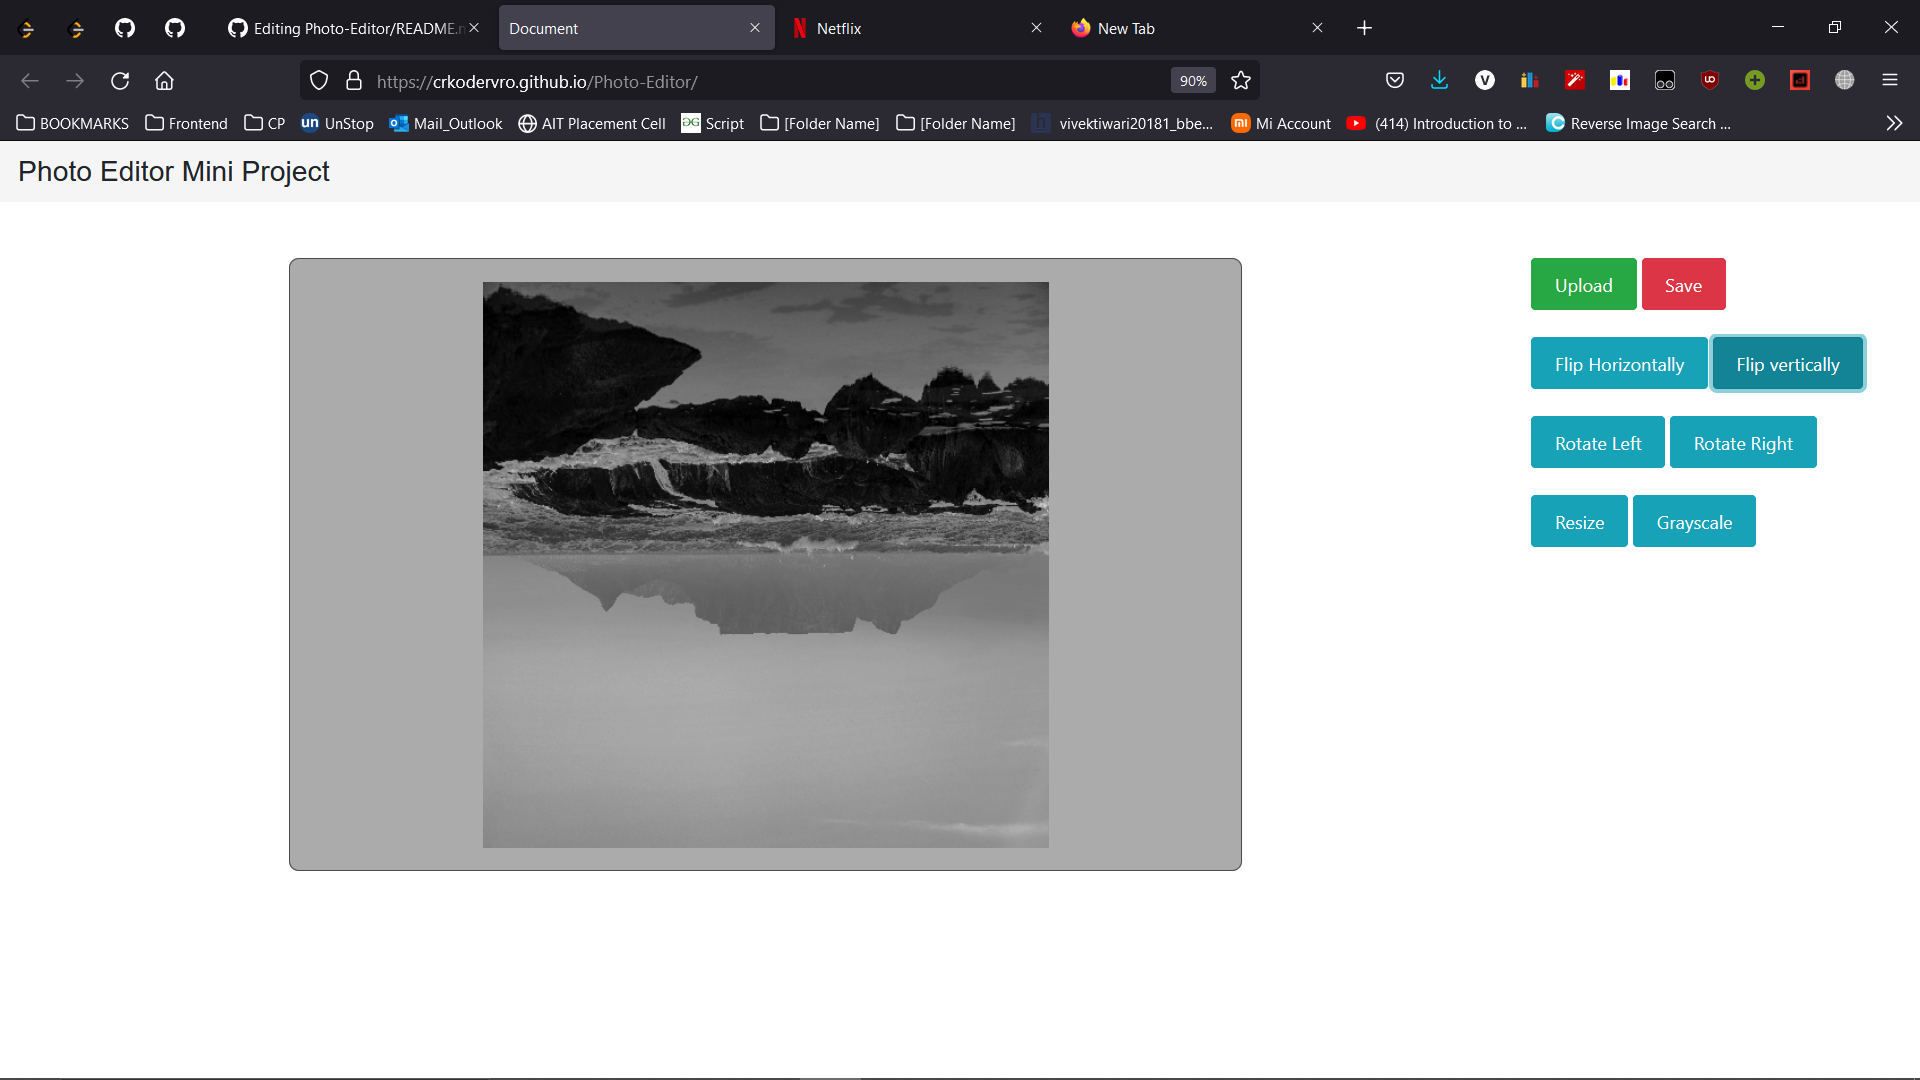 Editing Photo-Editor/README.m Document Netflix New Tab
https://crkodervro.github.io/Photo-Editor/ 90%
BOOKMARKS Frontend CP un UnStop Mail_Outlook AIT Placement Cell Script [Folder Name] [Folder Name] vivektiwari20181_bbe... mi Mi Account (414) Introduction to ... Reverse Image Search ...
Photo Editor Mini Project
Upload Save
Flip Horizontally Flip vertically
Rotate Left Rotate Right
Resize Grayscale